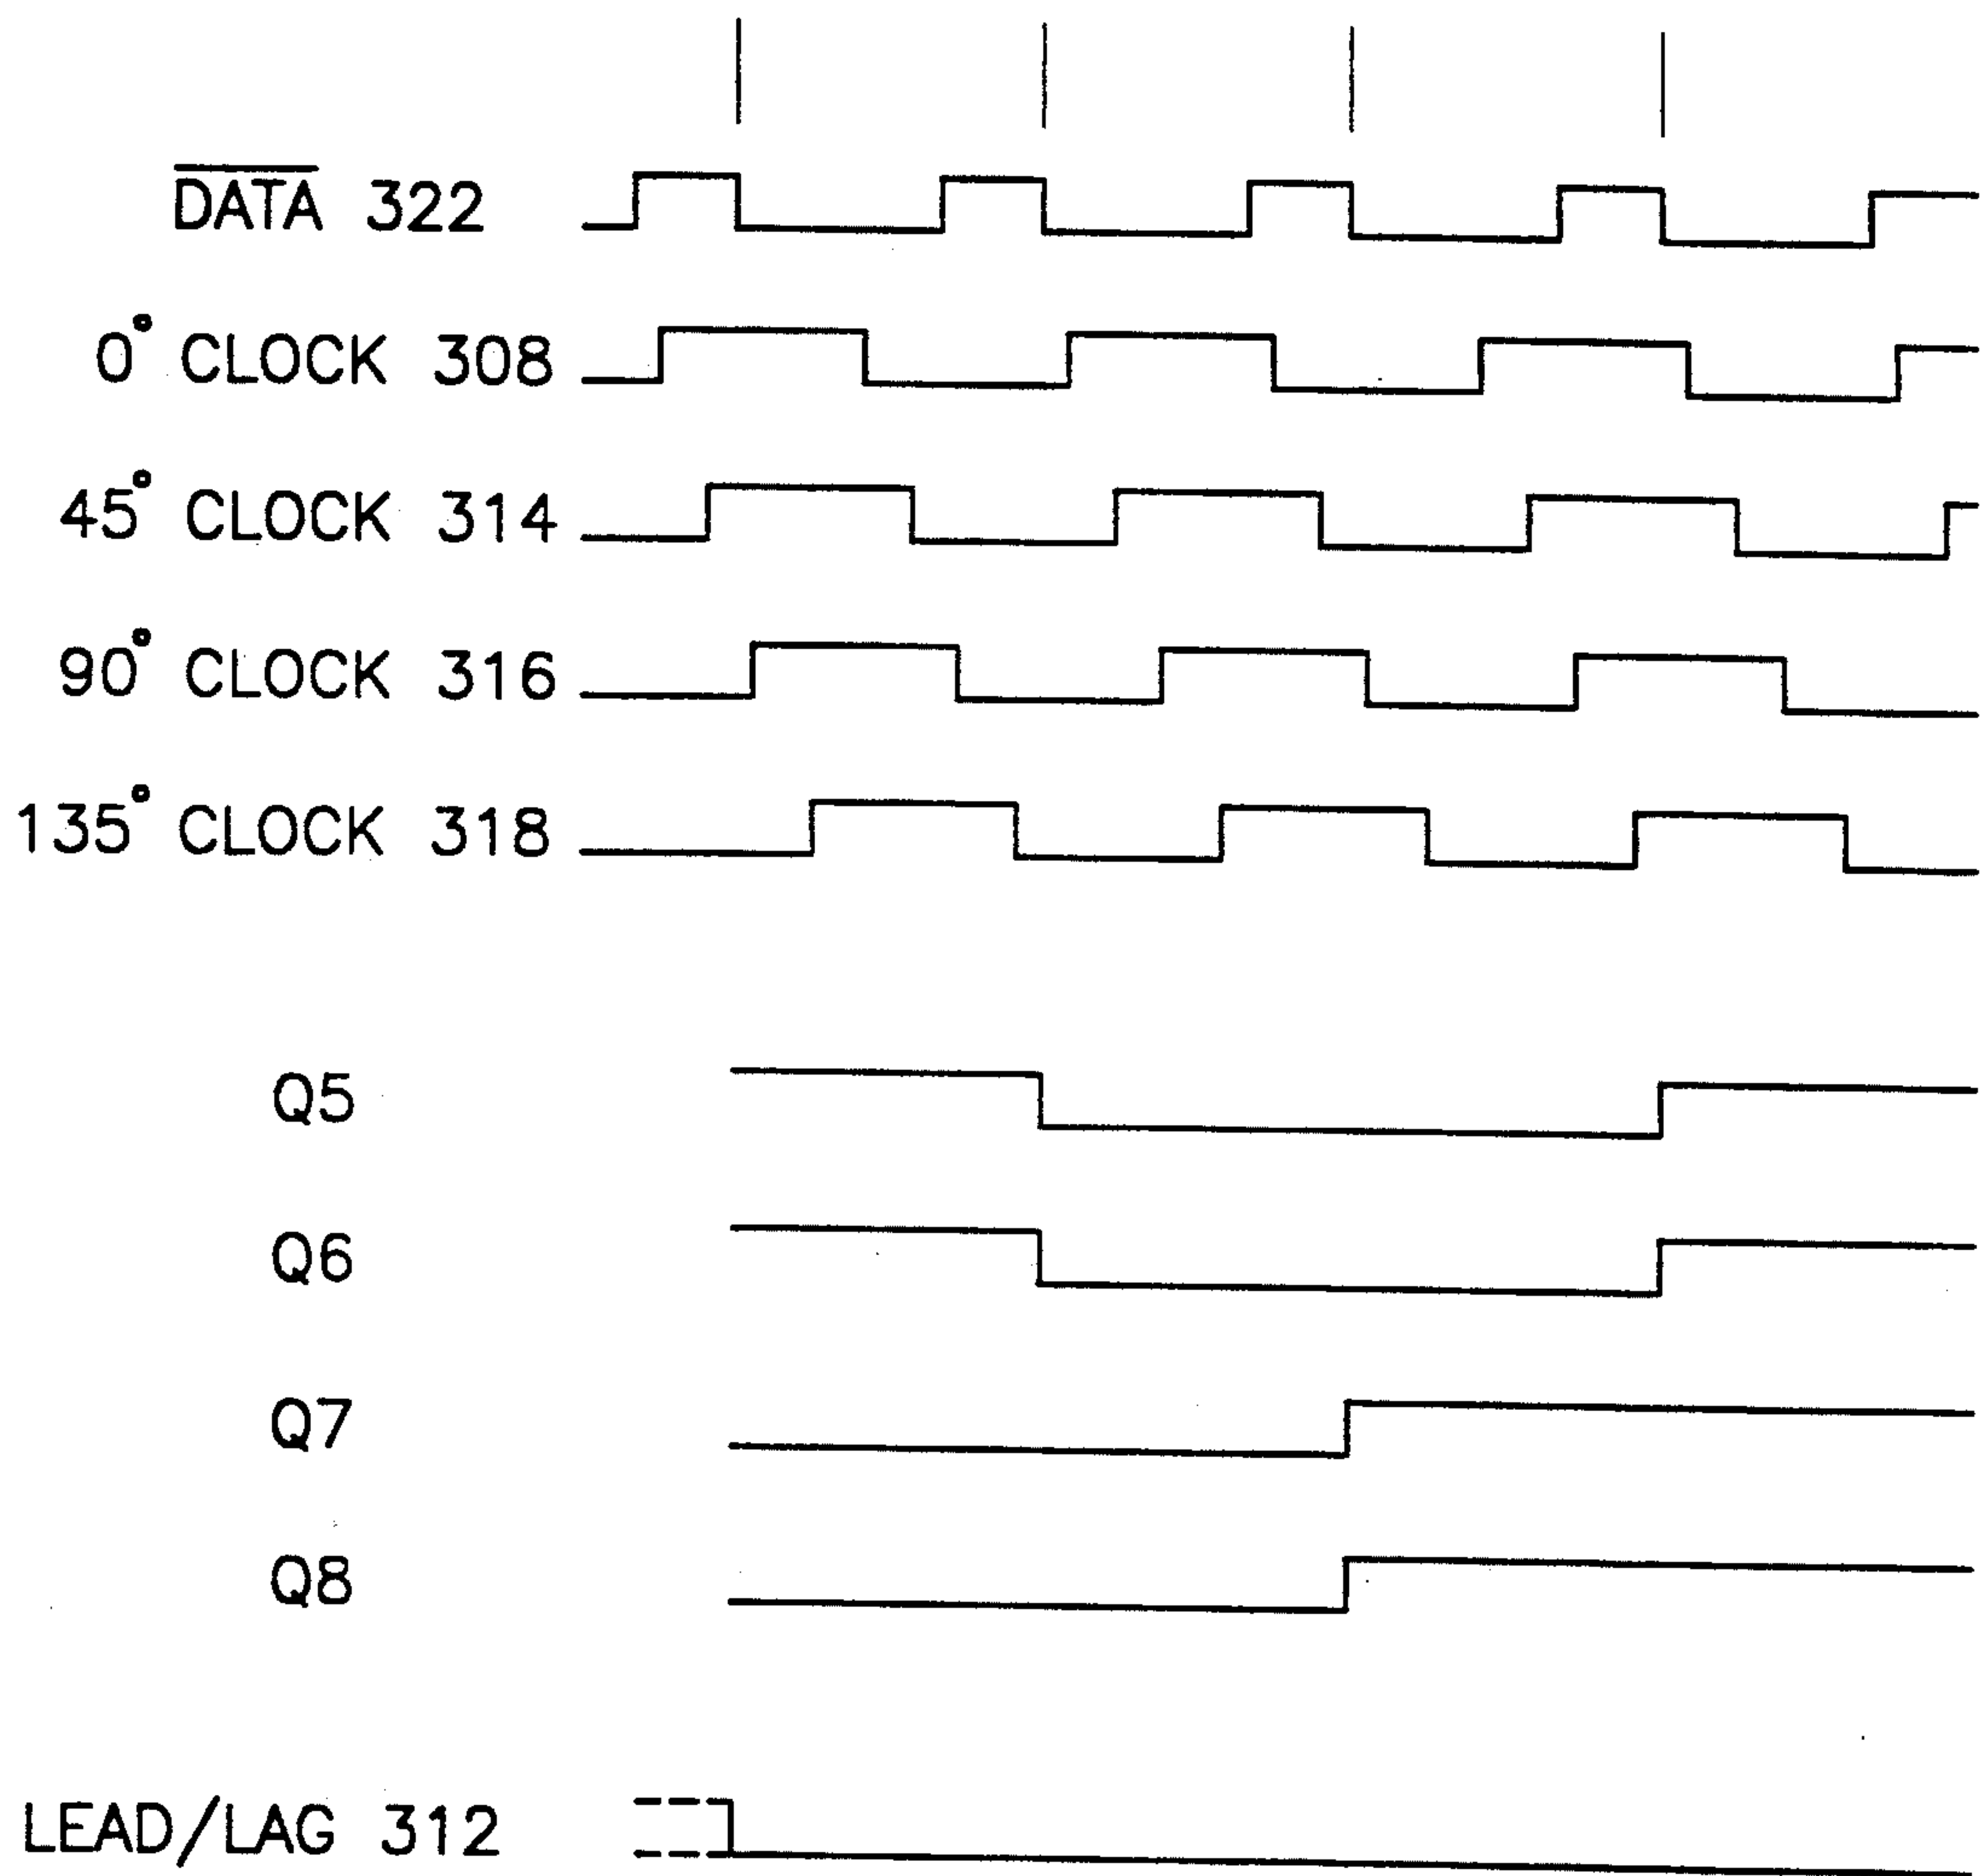 DATA 322
0° CLOCK 308
45° CLOCK 314
90° CLOCK 316
135° CLOCK 318
Q5
Q6
Q7
Q8
LEAD/LAG 312